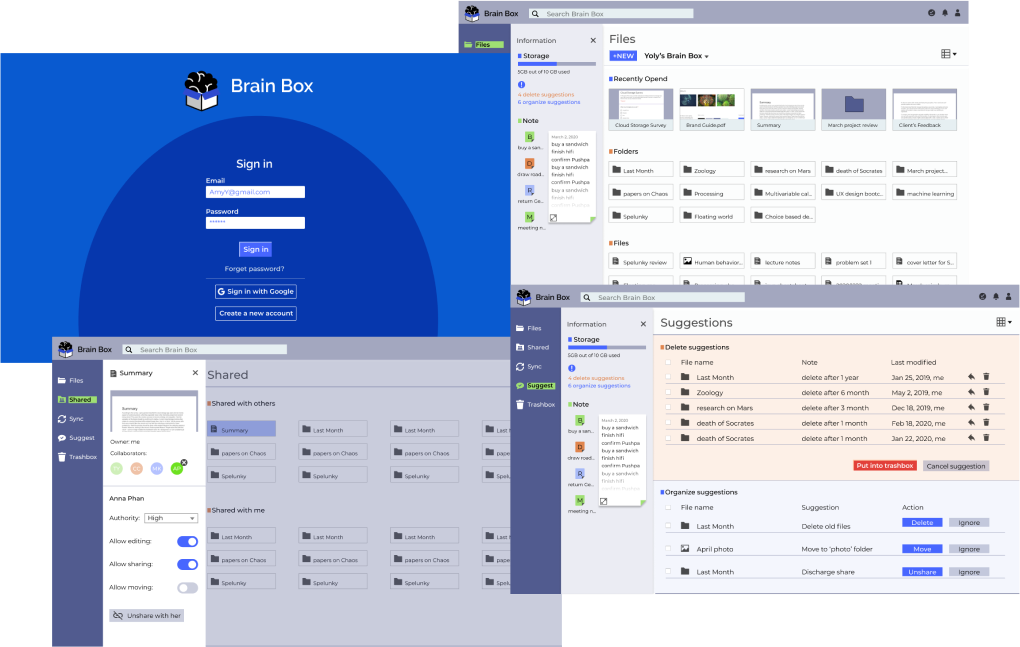 Brain Box
Sign in
Email
AmyY@gmail.com
Password
******
Sign in
Forget password?
Sign in with Google
Create a new account
Brain Box
Search Brain Box
Files
Information
Storage
5GB out of 10 GB used
4 delete suggestions
6 organize suggestions
Note
B
buy a san...
D
draw road...
R
return Ge...
M
meeting n...
March 2, 2020
buy a sandwich
finish hifi
confirm Pushpa
buy a sandwich
finish hifi
confirm Pushpa
buy a sandwich
finish hifi
confirm Pushpa
Files
+NEW
Yoly's Brain Box
Recently Opend
Cloud Storage Survey
Brand Guide.pdf
Summary
March project review
Client's Feedback
Folders
Last Month
Zoology
research on Mars
death of Socrates
March project...
papers on Chaos
Processing
Multivariable cal...
UX design bootc...
machine learning
Spelunky
Floating world
Choice based de...
Files
Spelunky review
Human behavior...
lecture notes
problem set 1
cover letter for S...
Brain Box
Search Brain Box
Files
Shared
Sync
Suggest
Trashbox
Summary
Summary
Owner: me
Collaborators:
AP
Anna Phan
Authority:
High
Allow editing:
Allow sharing:
Allow moving:
Unshare with her
Shared
Shared with others
Summary
Last Month
Last Month
Last
papers on Chaos
papers on Chaos
papers on Chaos
pape
Spelunky
Spelunky
Spelunky
Spel
Shared with me
Last Month
Last Month
Last Month
Last
papers on Chaos
papers on Chaos
papers on Chaos
pape
Spelunky
Spelunky
Spelunky
Spel
Brain Box
Search Brain Box
Files
Shared
Sync
Suggest
Trashbox
Information
Storage
5GB out of 10 GB used
4 delete suggestions
6 organize suggestions
Note
B
buy a san...
D
draw road...
R
return Ge...
M
meeting n...
March 2, 2020
buy a sandwich
finish hifi
confirm Pushpa
buy a sandwich
finish hifi
confirm Pushpa
buy a sandwich
finish hifi
confirm Pushpa
Suggestions
Delete suggestions
File name
Note
Last modified
Last Month
delete after 1 year
Jan 25, 2019, me
Zoology
delete after 6 month
May 2, 2019, me
research on Mars
delete after 3 month
Dec 18, 2019, me
death of Socrates
delete after 1 month
Feb 18, 2020, me
death of Socrates
delete after 1 month
Jan 22, 2020, me
Put into trashbox
Cancel suggestion
Organize suggestions
File name
Suggestion
Action
Last Month
Delete old files
Delete
Ignore
April photo
Move to 'photo' folder
Move
Ignore
Last Month
Discharge share
Unshare
Ignore